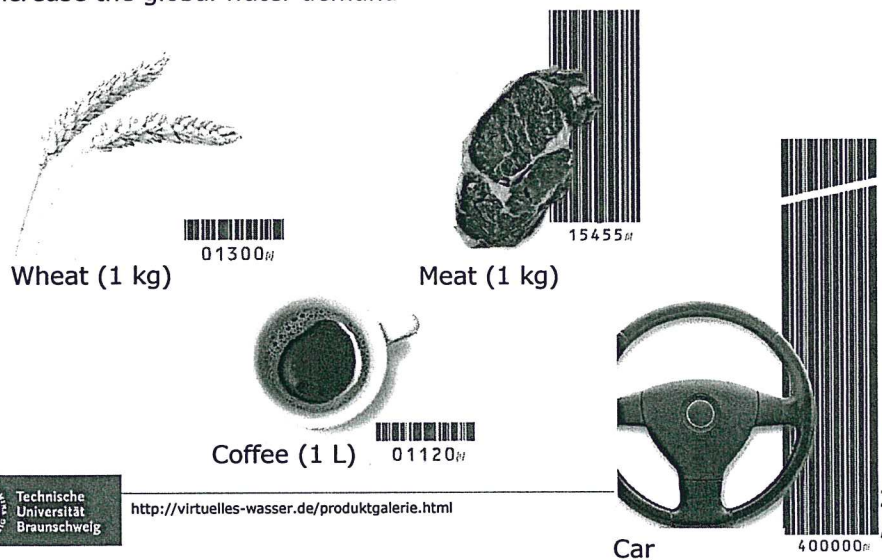 the global water demand
15455
01300
Wheat (1 kg)
Meat (1 kg)
Coffee (1 L)
01120
Technische
Universität
Braunschweig
http://virtuelles-wasser.de/produktgalerie.html
Car
400000